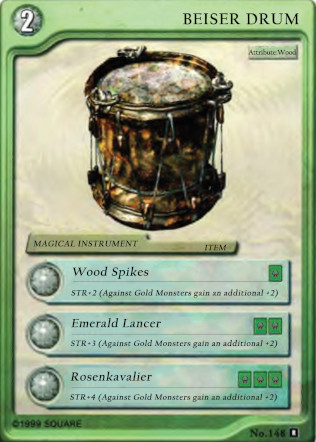 2
BEISER DRUM
Attribute:Wood
MAGICAL INSTRUMENT
ITEM
Wood Spikes
STR+2 (Against Gold Monsters gain an additional +2)
Emerald Lancer
STR+3 (Against Gold Monsters gain an additional +2)
Rosenkavalier
STR+4 (Against Gold Monsters gain an additional +2)
©1999 SQUARE
No.148